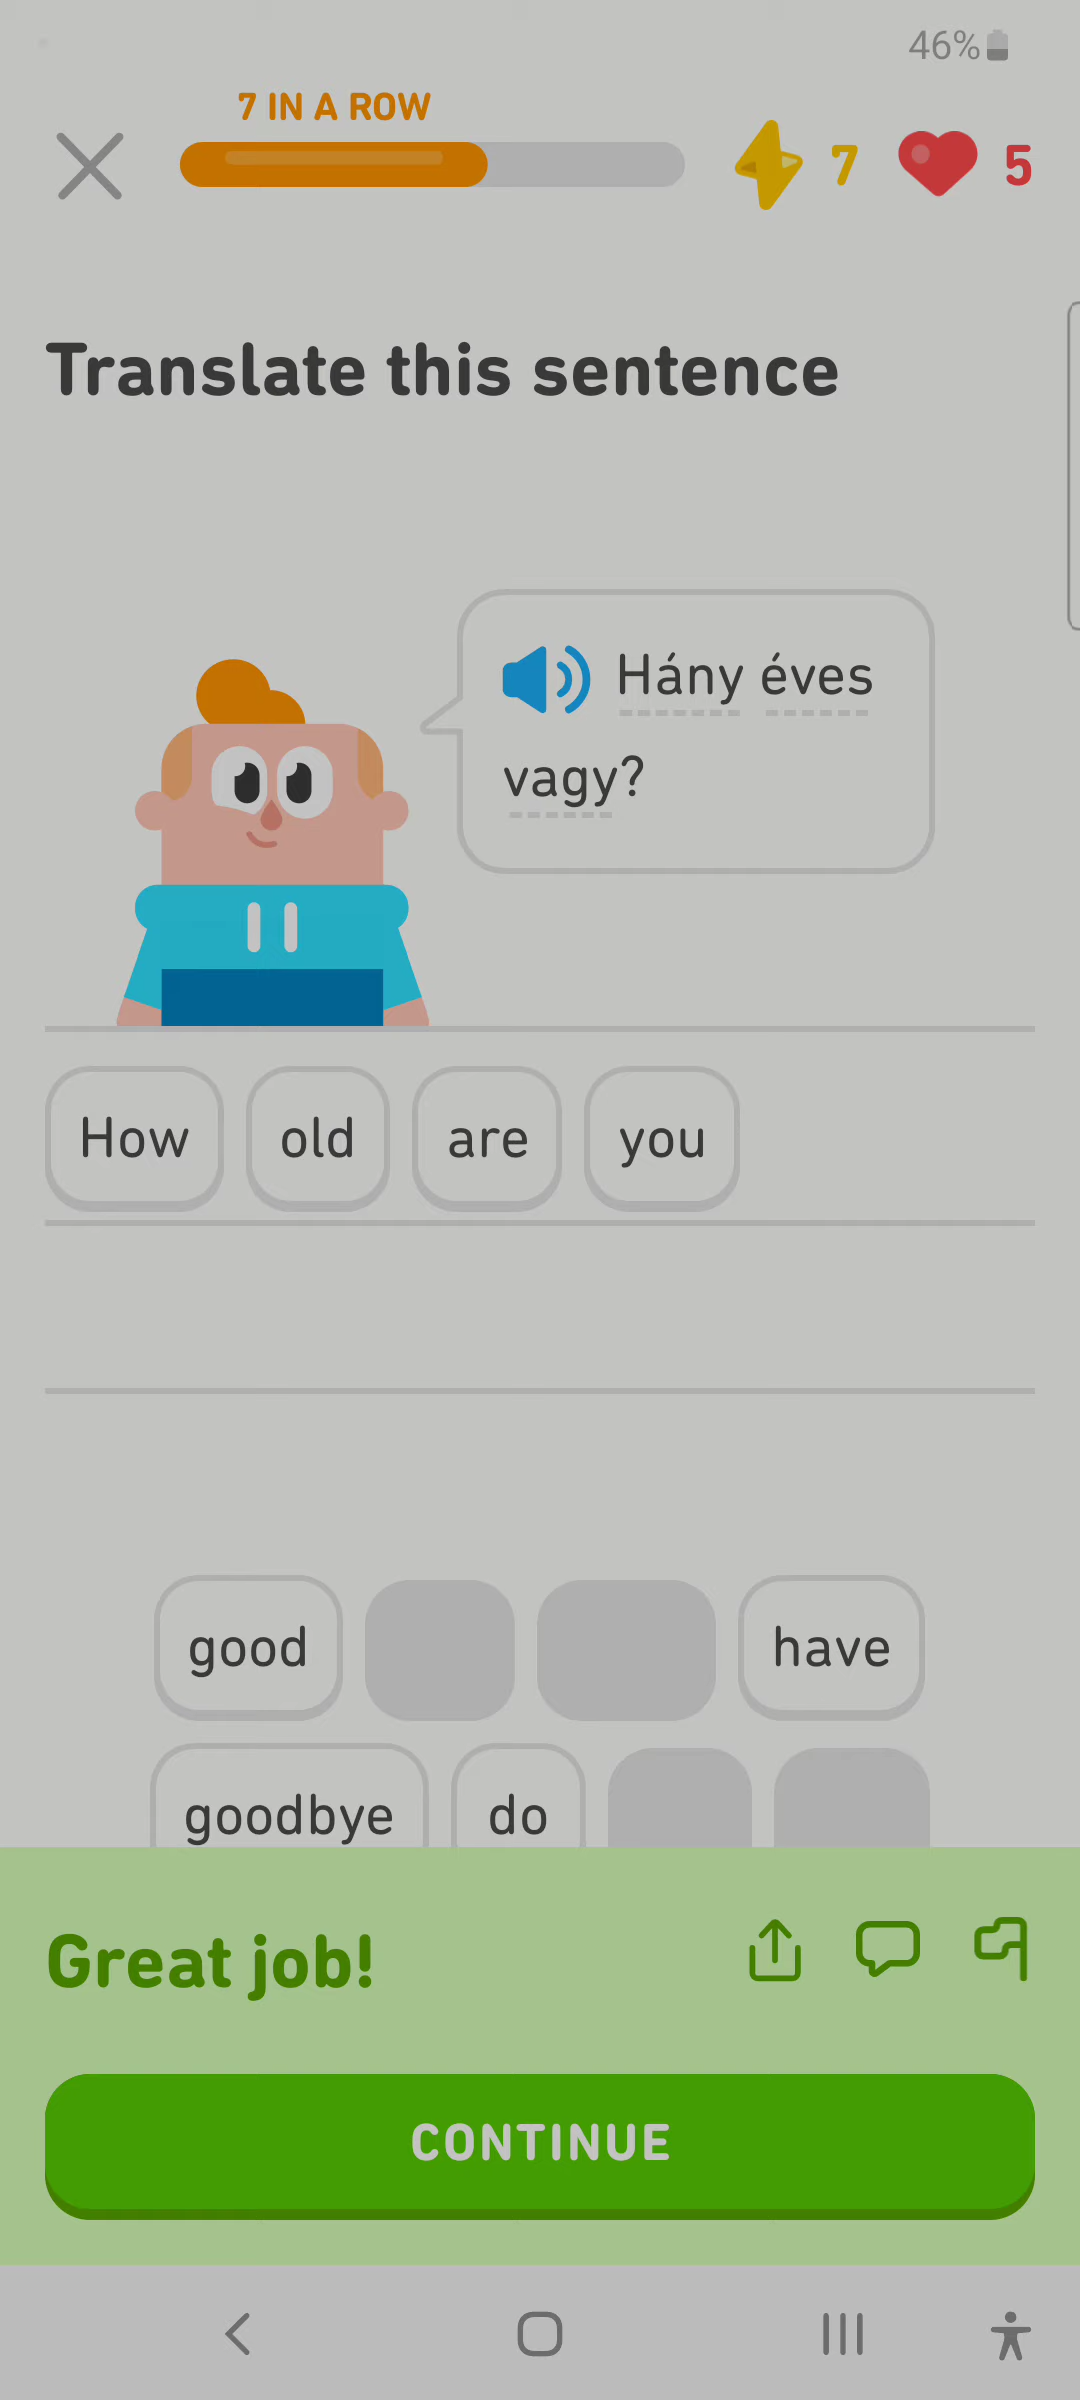 46%
7 IN A ROW
7
5
Translate this sentence
Hány éves
vagy?
How old are you
good have
goodbye do
Great job!
CONTINUE